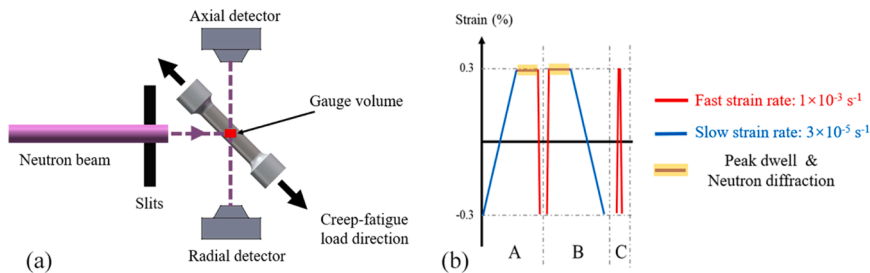 Axial detector
Gauge volume
Neutron beam
Slits
Creep-fatigue
load direction
Radial detector
(a)
Strain (%)
0.3
-0.3
A
B
C
(b)
Fast strain rate: 1×10⁻³ s⁻¹
Slow strain rate: 3×10⁻⁵ s⁻¹
Peak dwell &
Neutron diffraction